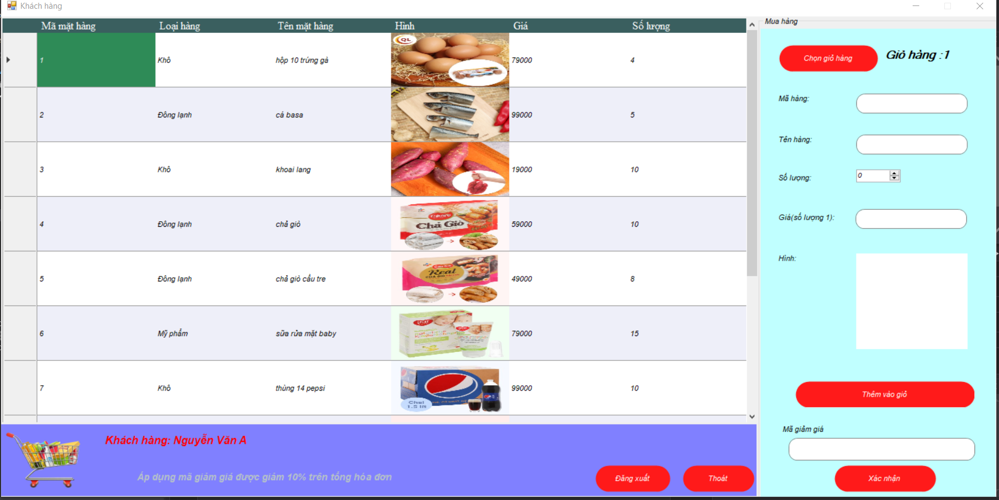 Khách hàng
Mã mặt hàng Loại hàng Tên mặt hàng Hình Giá Số lượng
1 Khô hộp 10 trứng gà QL 79000 4
2 Đông lạnh cá basa 99000 5
3 Khô khoai lang 19000 10
4 Đông lạnh chả giò Chả Giò 59000 10
5 Đông lạnh chả giò cầu tre Real 49000 8
6 Mỹ phẩm sữa rửa mặt baby 79000 15
7 Khô thùng 14 pepsi Chai 1.5 lít 99000 10
Khách hàng: Nguyễn Văn A
Áp dụng mã giảm giá được giảm 10% trên tổng hóa đơn
Đăng xuất Thoát
Mua hàng
Chọn giỏ hàng Giỏ hàng :1
Mã hàng:
Tên hàng:
Số lượng: 0
Giá(số lượng 1):
Hình:
Thêm vào giỏ
Mã giảm giá
Xác nhận